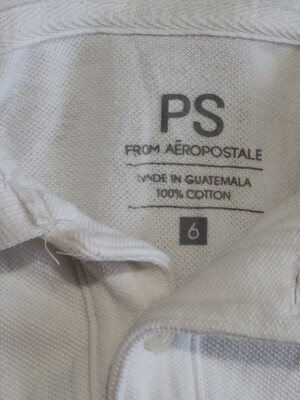 PS
FROM AÉROPOSTALE
MADE IN GUATEMALA
100% COTTON
6